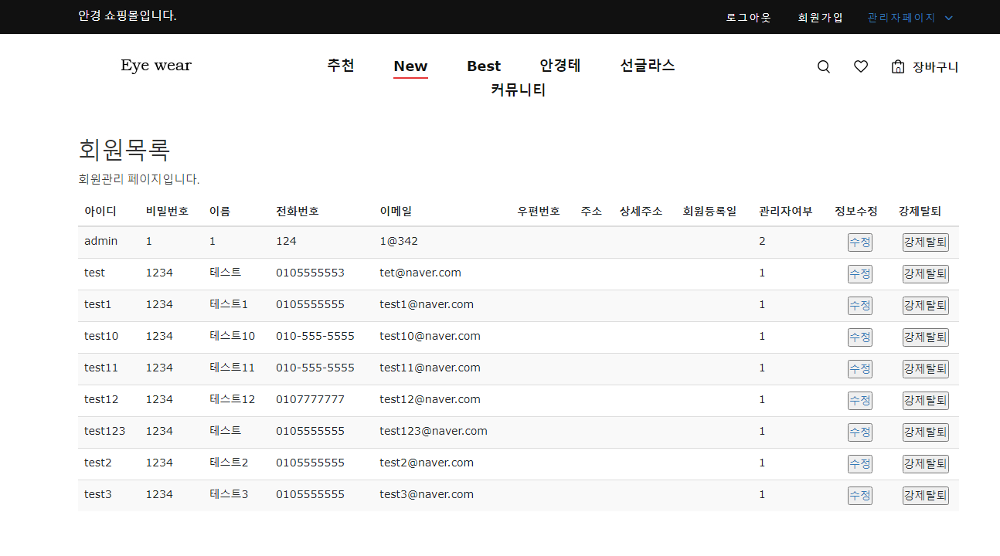 안경 쇼핑몰입니다. 로그아웃 회원가입 관리자페이지
Eye wear 추천 New Best 안경테 선글라스 0 장바구니
커뮤니티
회원목록
회원관리 페이지입니다.
아이디 비밀번호 이름 전화번호 이메일 우편번호 주소 상세주소 회원등록일 관리자여부 정보수정 강제탈퇴
admin 1 1 124 1@342 2 수정 강제탈퇴
test 1234 테스트 0105555553 tet@naver.com 1 수정 강제탈퇴
test1 1234 테스트1 0105555555 test1@naver.com 1 수정 강제탈퇴
test10 1234 테스트10 010-555-5555 test10@naver.com 1 수정 강제탈퇴
test11 1234 테스트11 010-555-5555 test11@naver.com 1 수정 강제탈퇴
test12 1234 테스트12 0107777777 test12@naver.com 1 수정 강제탈퇴
test123 1234 테스트 0105555555 test123@naver.com 1 수정 강제탈퇴
test2 1234 테스트2 0105555555 test2@naver.com 1 수정 강제탈퇴
test3 1234 테스트3 0105555555 test3@naver.com 1 수정 강제탈퇴